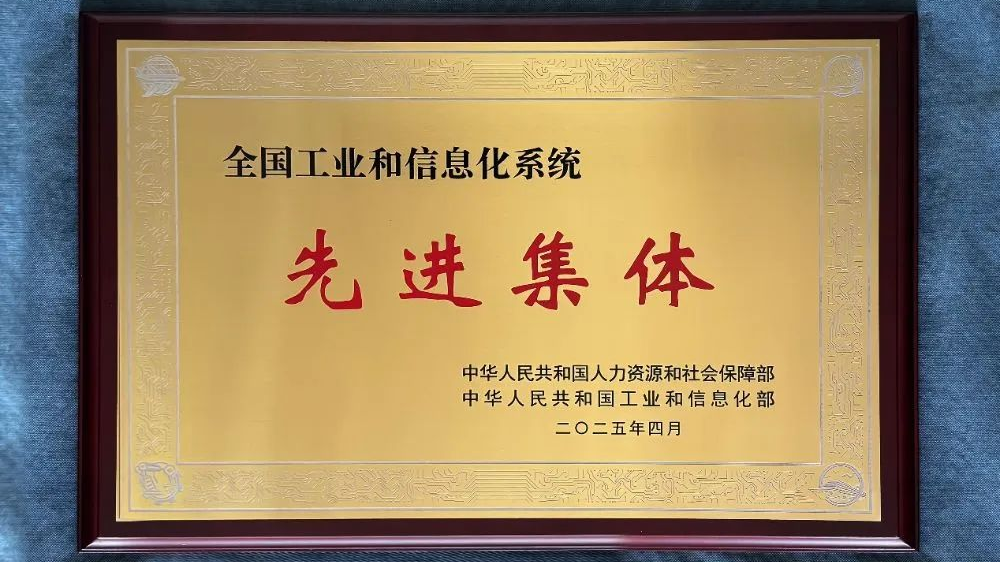 全国工业和信息化系统
先进集体
中华人民共和国人力资源和社会保障部
中华人民共和国工业和信息化部
二〇二五年四月